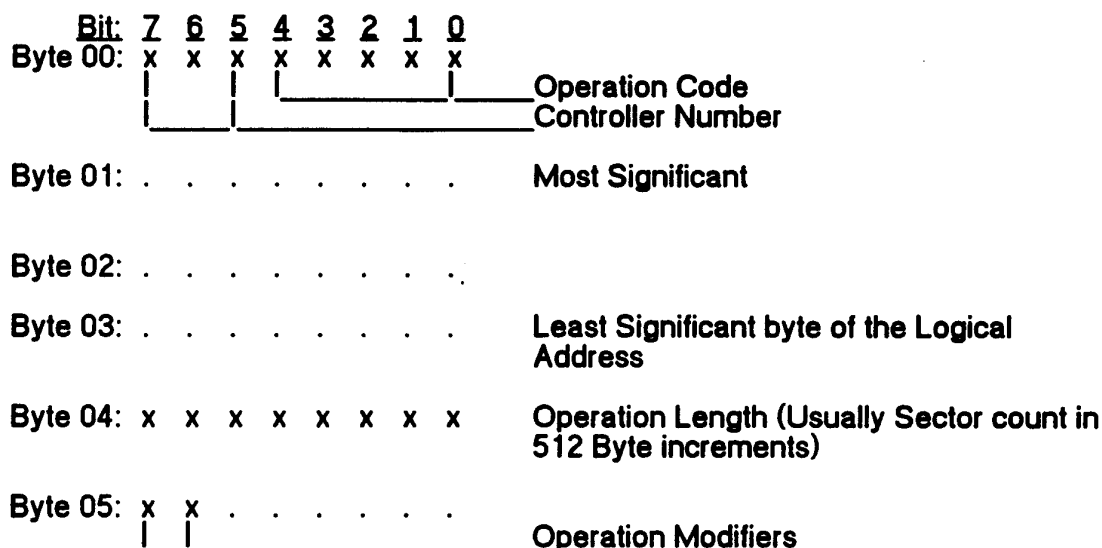 Bit: 7 6 5 4 3 2 1 0
Byte 00: x x x x x x x x
Operation Code
Controller Number
Byte 01: . . . . . . . . Most Significant
Byte 02: . . . . . . . .
Byte 03: . . . . . . . . Least Significant byte of the Logical
Address
Byte 04: x x x x x x x x Operation Length (Usually Sector count in
512 Byte increments)
Byte 05: x x . . . . . .
Operation Modifiers